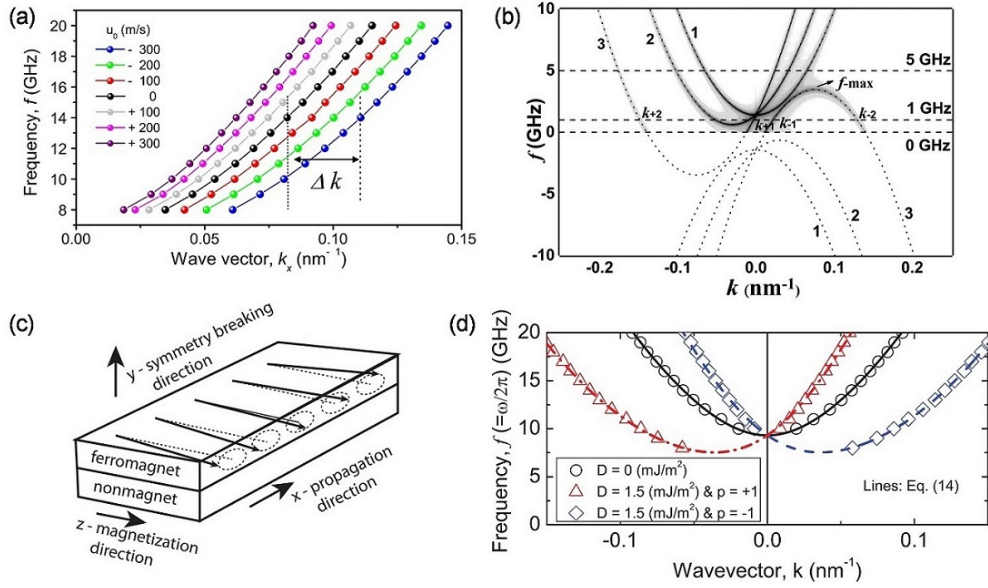 (a)
u₀ (m/s)
- 300
- 200
- 100
0
+ 100
+ 200
+ 300
Δk
Frequency, f (GHz)
20
18
16
14
12
10
8
0.00
0.05
0.10
0.15
Wave vector, kₓ (nm⁻¹)
(b)
3
2
1
5 GHz
f-max
k+2
k+1
k-1
k-2
1 GHz
0 GHz
1
2
3
f (GHz)
10
5
0
-5
-10
-0.2
-0.1
0.0
0.1
0.2
k (nm⁻¹)
(c)
y - symmetry breaking
direction
ferromagnet
nonmagnet
x - propagation
direction
z - magnetization
direction
(d)
Frequency, f (=ω/2π) (GHz)
20
15
10
5
0
D = 0 (mJ/m²)
D = 1.5 (mJ/m²) & p = +1
D = 1.5 (mJ/m²) & p = -1
Lines: Eq. (14)
-0.1
0.0
0.1
Wavevector, k (nm⁻¹)